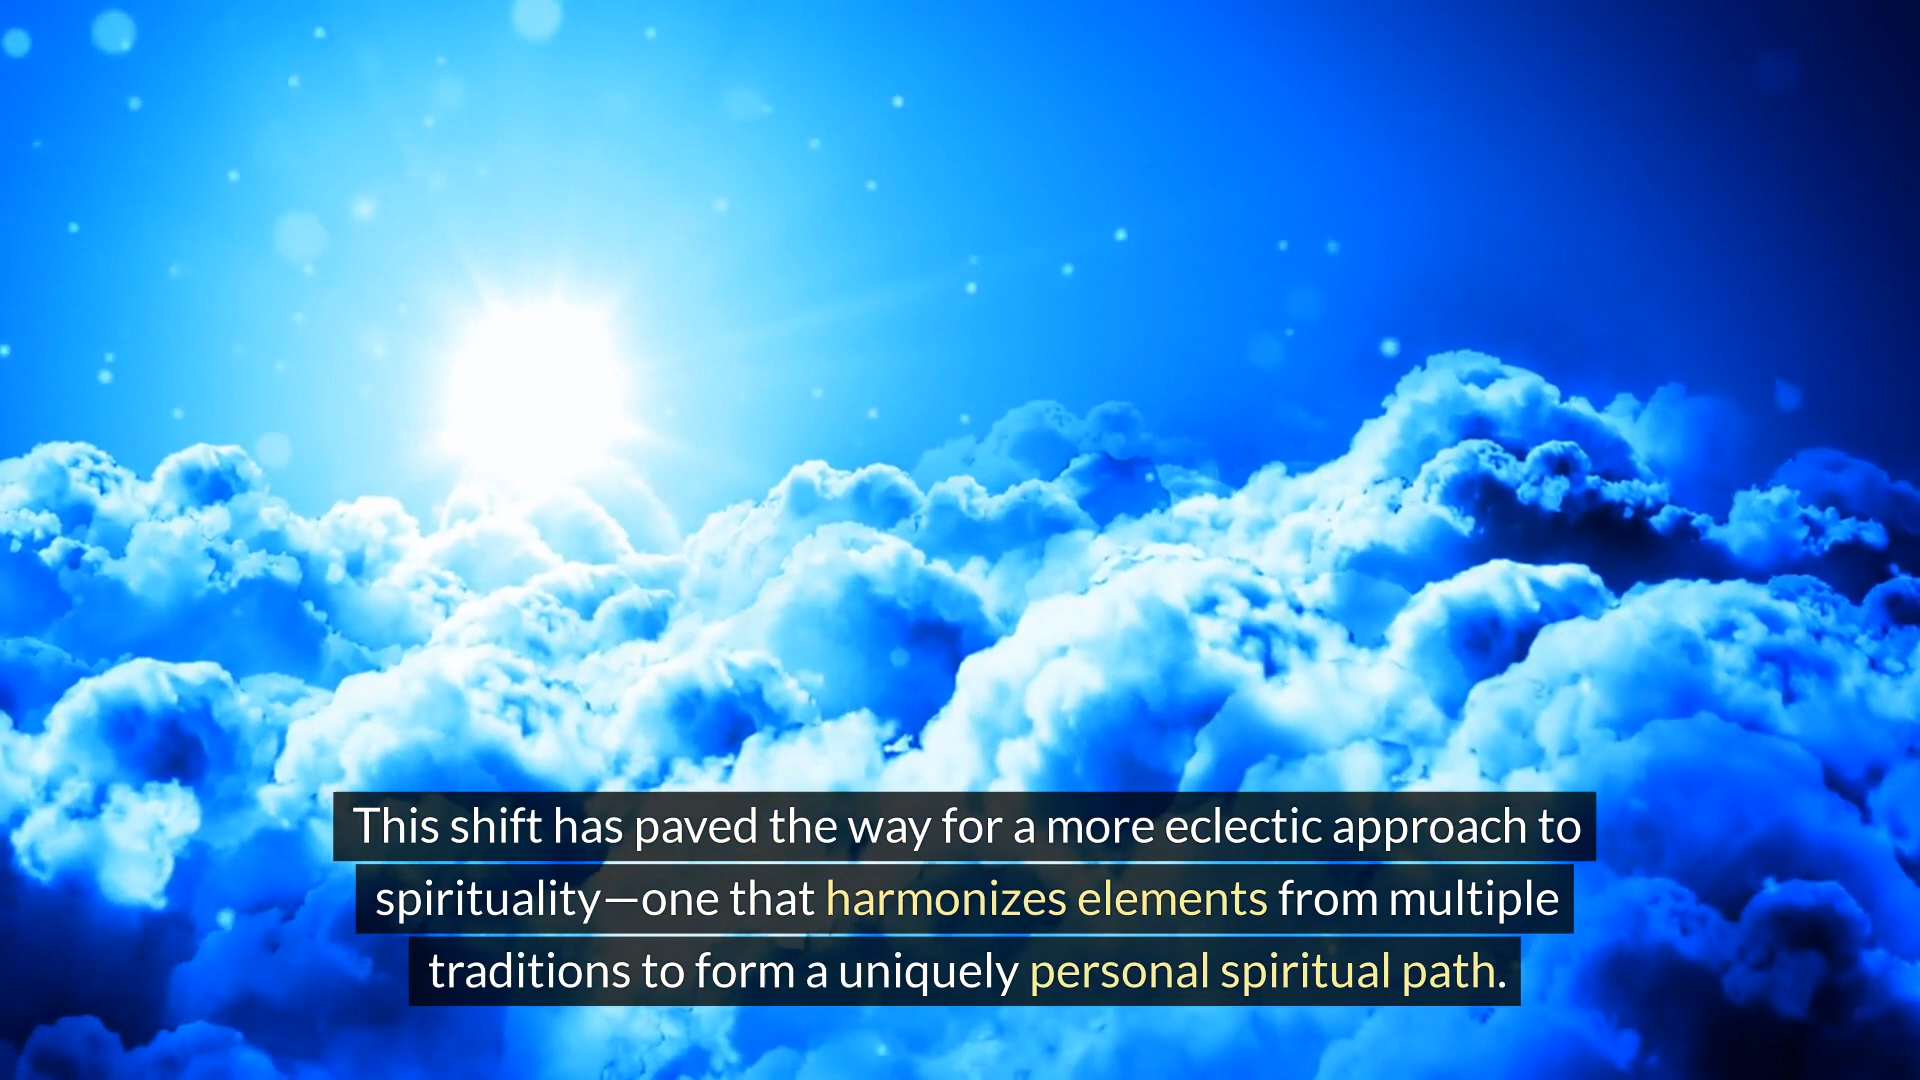 This shift has paved the way for a more eclectic approach to
spirituality—one that harmonizes elements from multiple
traditions to form a uniquely personal spiritual path.